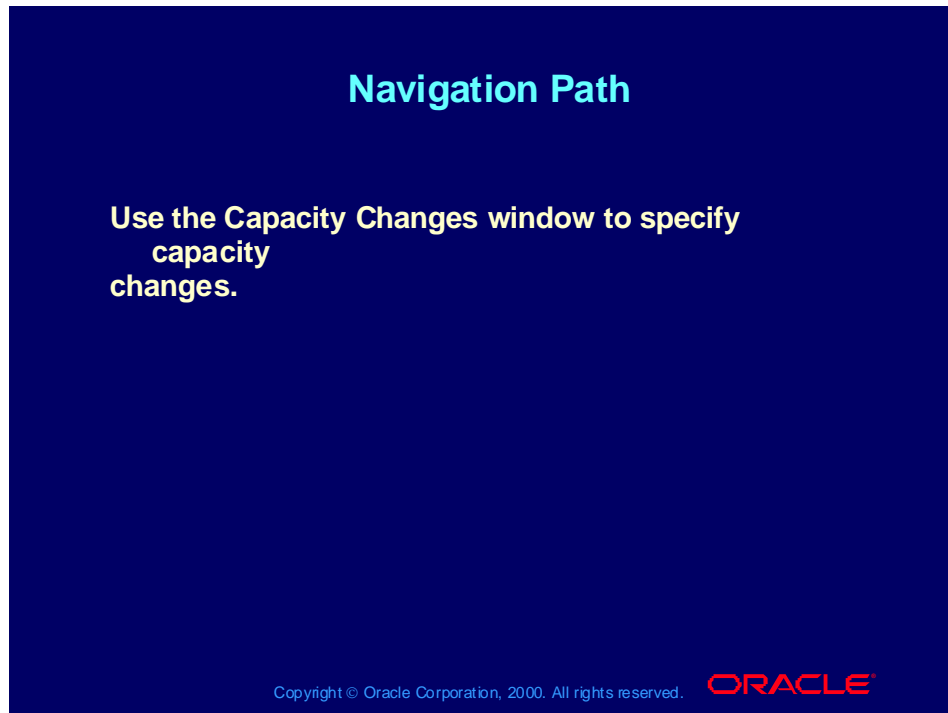 Navigation Path
Use the Capacity Changes window to specify
capacity
changes.
Copyright © Oracle Corporation, 2000. All rights reserved.
ORACLE®